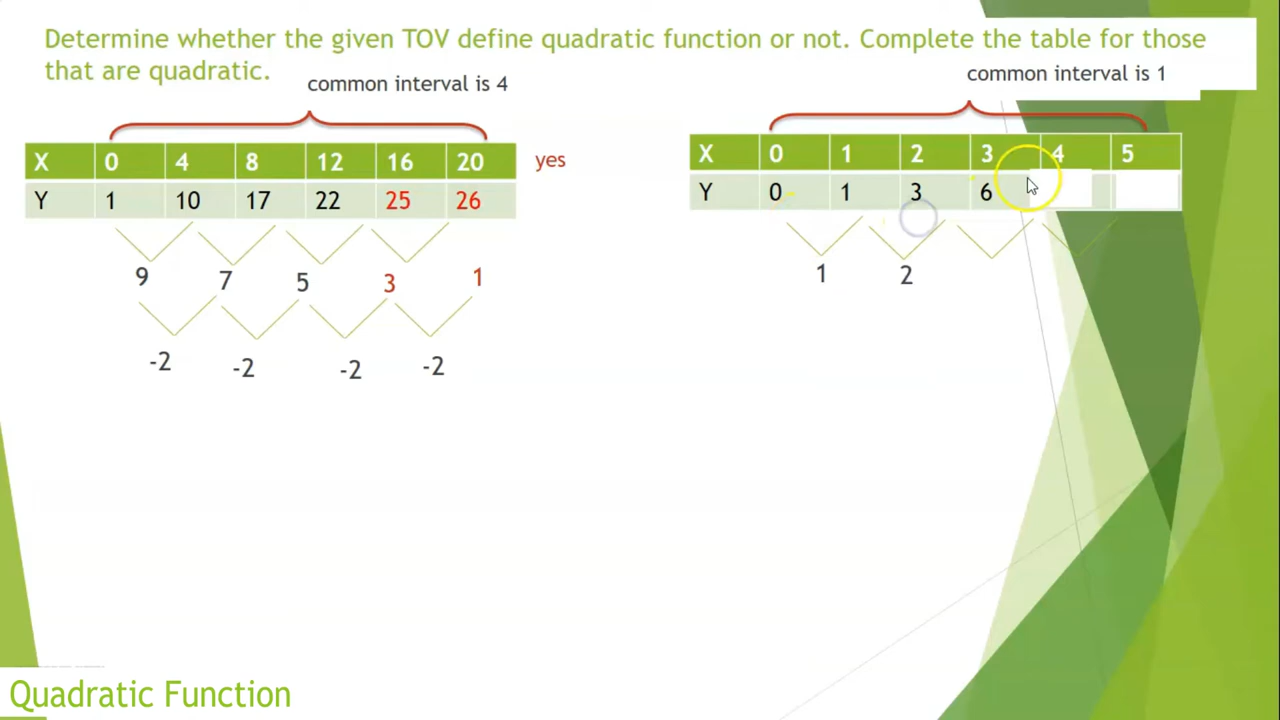 Determine whether the given TOV define quadratic function or not. Complete the table for those
that are quadratic.
common interval is 4
common interval is 1
X 0 4 8 12 16 20 yes
Y 1 10 17 22 25 26
9 7 5 3 1
-2 -2 -2 -2
X 0 1 2 3 4 5
Y 0 1 3 6
1 2
Quadratic Function